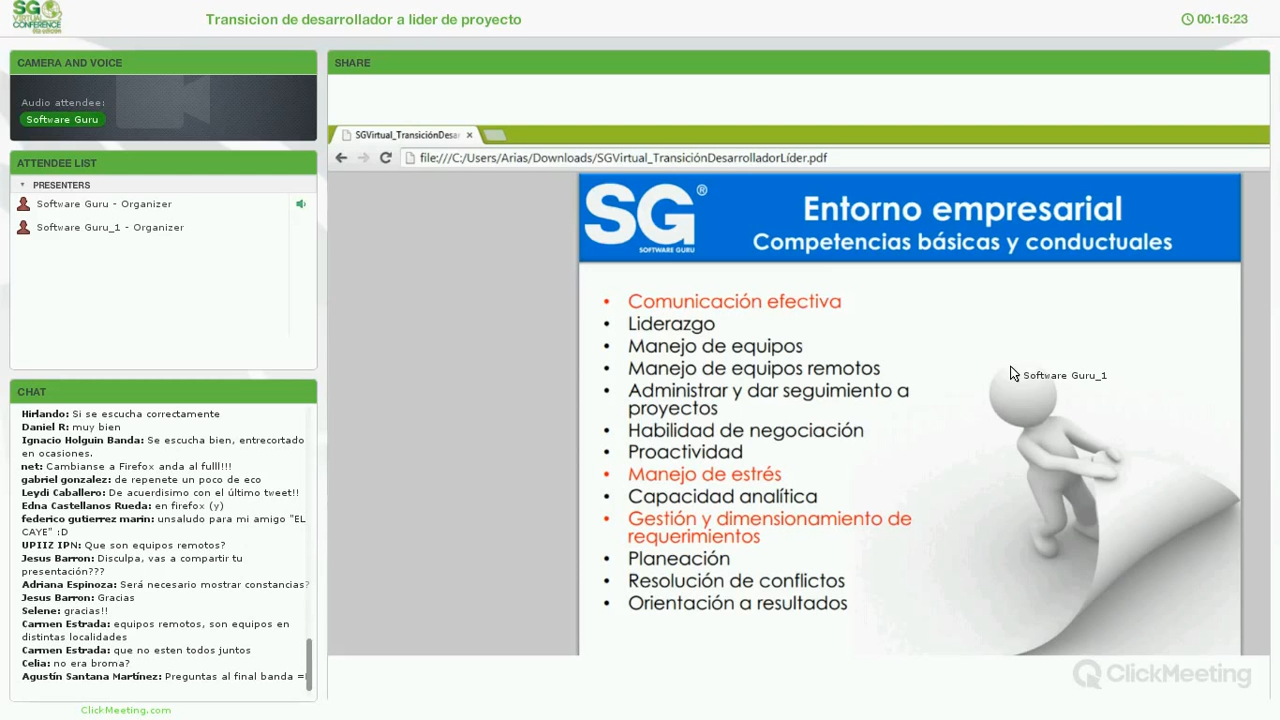 SG
VIRTUAL
CONFERENCE
Transicion de desarrollador a lider de proyecto
00:16:23
CAMERA AND VOICE
Audio attendee:
Software Guru
ATTENDEE LIST
PRESENTERS
Software Guru - Organizer
Software Guru_1 - Organizer
CHAT
Hirlando: Si se escucha correctamente
Daniel R: muy bien
Ignacio Holguin Banda: Se escucha bien, entrecortado
en ocasiones.
net: Cambianse a Firefox anda al fulll!!!
gabriel gonzalez: de repenete un poco de eco
Leydi Caballero: De acuerdisimo con el último tweet!!
Edna Castellanos Rueda: en firefox (y)
federico gutierrez marin: unsaludo para mi amigo "EL
CAYE" :D
UPIIZ IPN: Que son equipos remotos?
Jesus Barron: Disculpa, vas a compartir tu
presentación???
Adriana Espinoza: Será necesario mostrar constancias?
Jesus Barron: Gracias
Selene: gracias!!
Carmen Estrada: equipos remotos, son equipos en
distintas localidades
Carmen Estrada: que no esten todos juntos
Celia: no era broma?
Agustín Santana Martínez: Preguntas al final banda =
ClickMeeting.com
SHARE
SGVirtual_TransiciónDesa
file:///C:/Users/Arias/Downloads/SGVirtual_TransiciónDesarrolladorLíder.pdf
SG®
SOFTWARE GURU
Entorno empresarial
Competencias básicas y conductuales
• Comunicación efectiva
• Liderazgo
• Manejo de equipos
• Manejo de equipos remotos
• Administrar y dar seguimiento a
proyectos
• Habilidad de negociación
• Proactividad
• Manejo de estrés
• Capacidad analítica
• Gestión y dimensionamiento de
requerimientos
• Planeación
• Resolución de conflictos
• Orientación a resultados
Software Guru_1
ClickMeeting